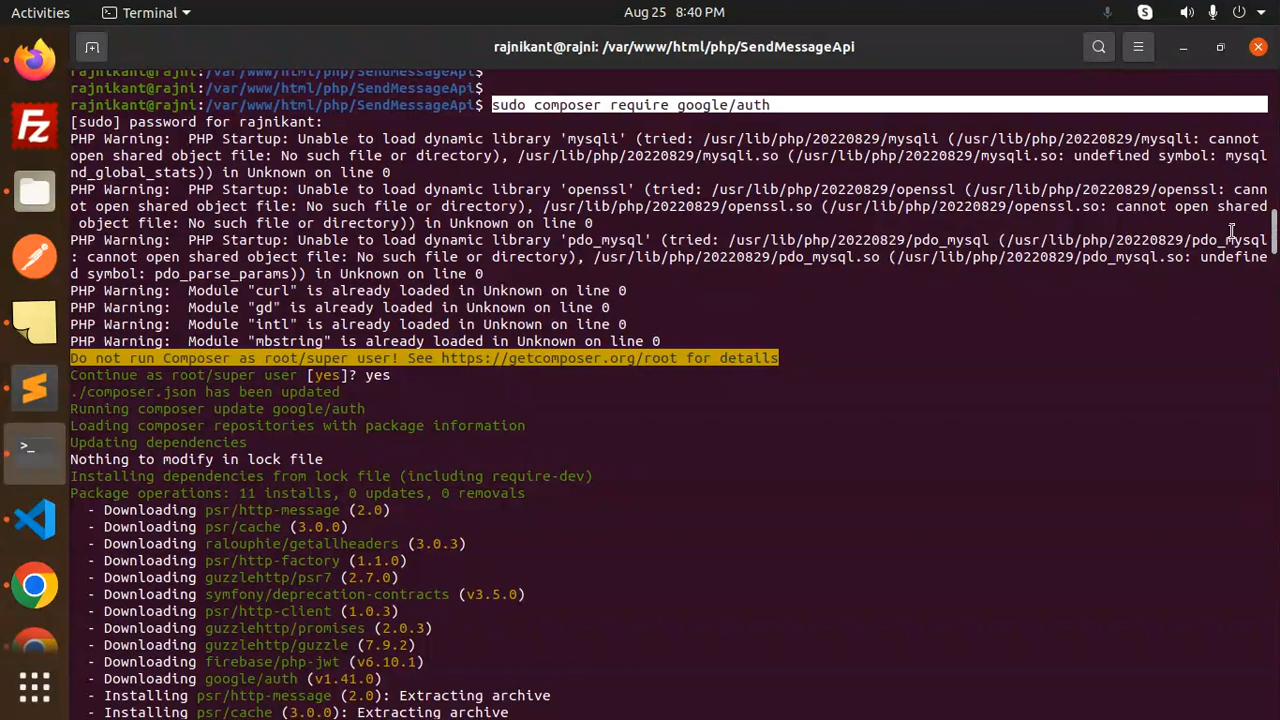 Activities
Terminal
Aug 25 8:40 PM
rajnikant@rajni: /var/www/html/php/SendMessageApi
rajnikant@rajni:/var/www/html/php/SendMessageApi$
rajnikant@rajni:/var/www/html/php/SendMessageApi$
rajnikant@rajni:/var/www/html/php/SendMessageApi$ sudo composer require google/auth
[sudo] password for rajnikant:
PHP Warning:  PHP Startup: Unable to load dynamic library 'mysqli' (tried: /usr/lib/php/20220829/mysqli (/usr/lib/php/20220829/mysqli: cannot
open shared object file: No such file or directory), /usr/lib/php/20220829/mysqli.so (/usr/lib/php/20220829/mysqli.so: undefined symbol: mysql
nd_global_stats)) in Unknown on line 0
PHP Warning:  PHP Startup: Unable to load dynamic library 'openssl' (tried: /usr/lib/php/20220829/openssl (/usr/lib/php/20220829/openssl: cann
ot open shared object file: No such file or directory), /usr/lib/php/20220829/openssl.so (/usr/lib/php/20220829/openssl.so: cannot open shared
object file: No such file or directory)) in Unknown on line 0
PHP Warning:  PHP Startup: Unable to load dynamic library 'pdo_mysql' (tried: /usr/lib/php/20220829/pdo_mysql (/usr/lib/php/20220829/pdo_mysql
: cannot open shared object file: No such file or directory), /usr/lib/php/20220829/pdo_mysql.so (/usr/lib/php/20220829/pdo_mysql.so: undefine
d symbol: pdo_parse_params)) in Unknown on line 0
PHP Warning:  Module "curl" is already loaded in Unknown on line 0
PHP Warning:  Module "gd" is already loaded in Unknown on line 0
PHP Warning:  Module "intl" is already loaded in Unknown on line 0
PHP Warning:  Module "mbstring" is already loaded in Unknown on line 0
Do not run Composer as root/super user! See https://getcomposer.org/root for details
Continue as root/super user [yes]? yes
./composer.json has been updated
Running composer update google/auth
Loading composer repositories with package information
Updating dependencies
Nothing to modify in lock file
Installing dependencies from lock file (including require-dev)
Package operations: 11 installs, 0 updates, 0 removals
- Downloading psr/http-message (2.0)
- Downloading psr/cache (3.0.0)
- Downloading ralouphie/getallheaders (3.0.3)
- Downloading psr/http-factory (1.1.0)
- Downloading guzzlehttp/psr7 (2.7.0)
- Downloading symfony/deprecation-contracts (v3.5.0)
- Downloading psr/http-client (1.0.3)
- Downloading guzzlehttp/promises (2.0.3)
- Downloading guzzlehttp/guzzle (7.9.2)
- Downloading firebase/php-jwt (v6.10.1)
- Downloading google/auth (v1.41.0)
- Installing psr/http-message (2.0): Extracting archive
- Installing psr/cache (3.0.0): Extracting archive